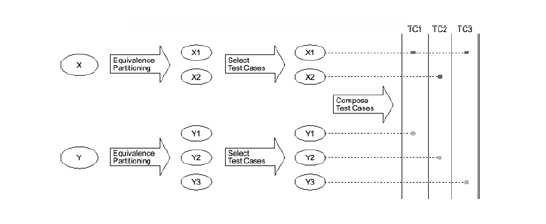 TC1 TC2 TC3
X
Equivalence
Partitioning
X1
X2
Select
Test Cases
X1
X2
Compose
Test Cases
Y
Equivalence
Partitioning
Y1
Y2
Y3
Select
Test Cases
Y1
Y2
Y3